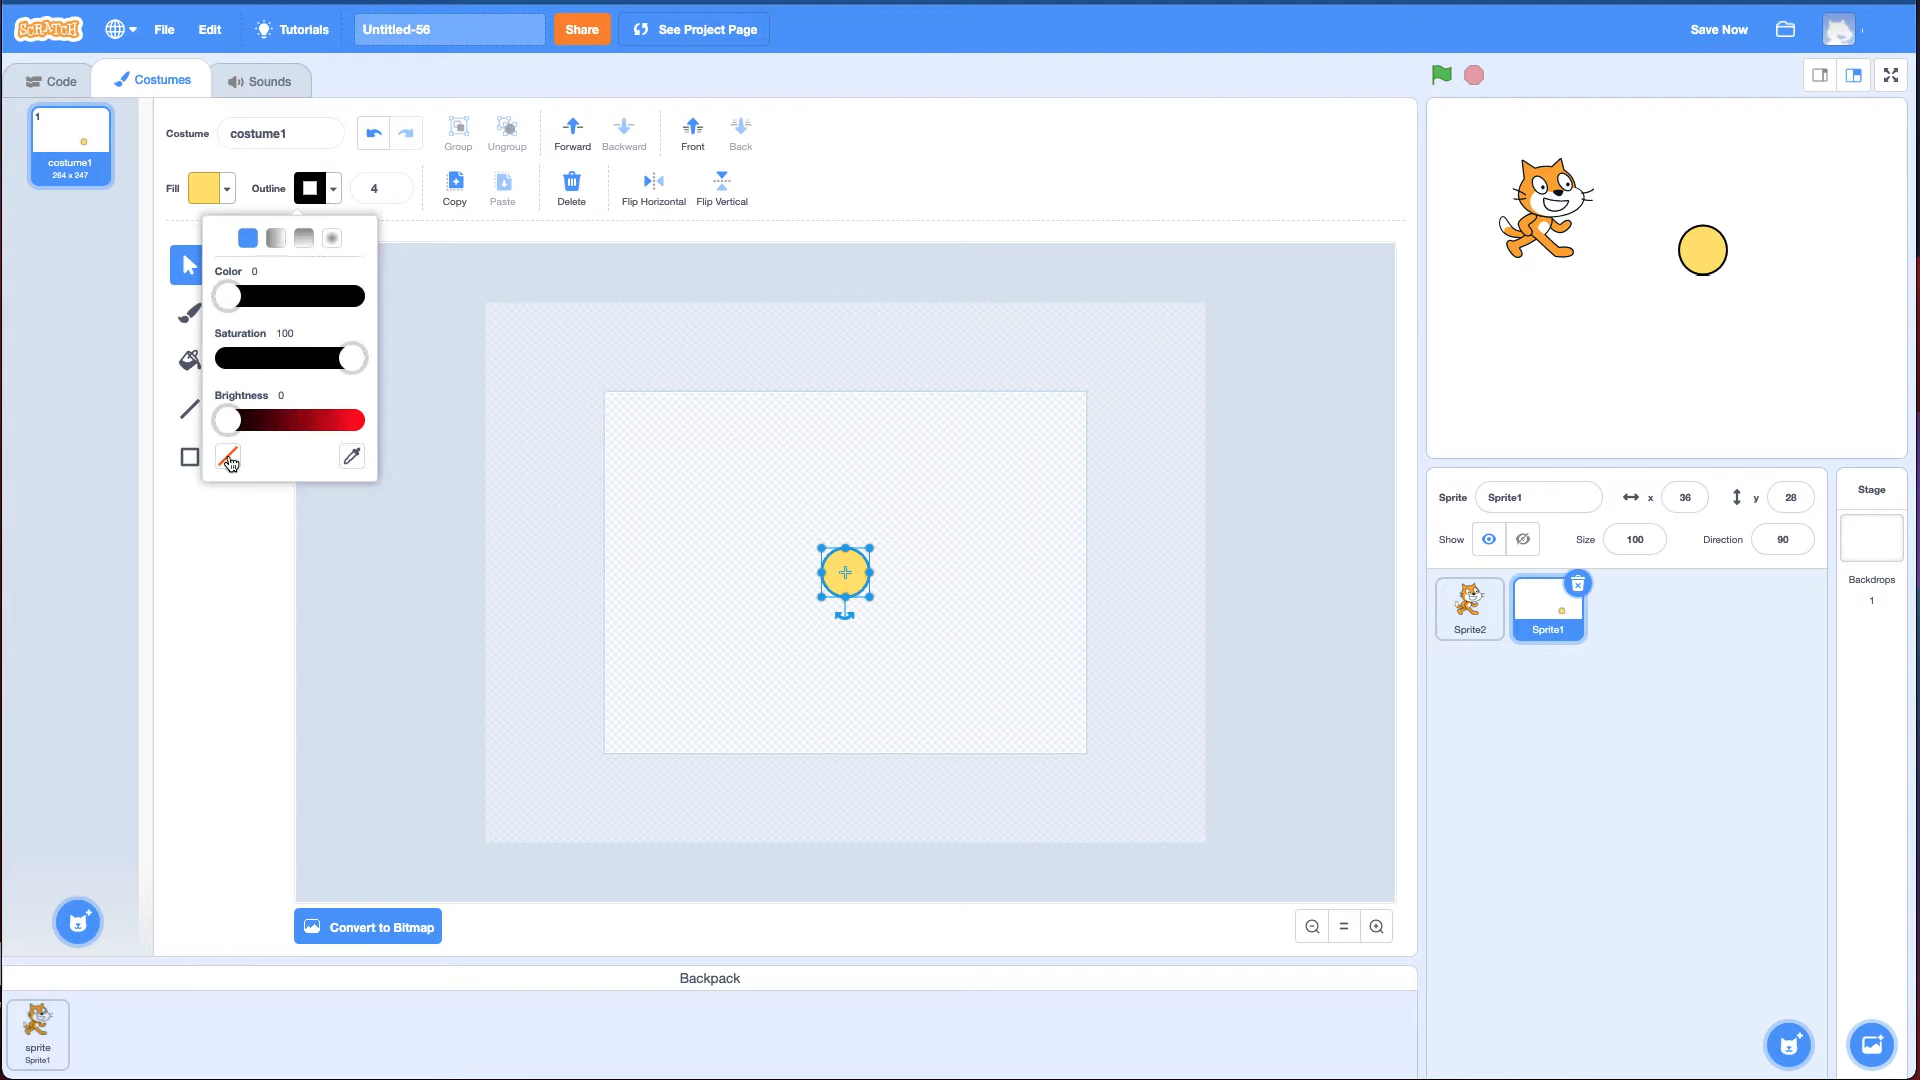 SCRATCH
File
Edit
Tutorials
Untitled-56
Share
See Project Page
Save Now
Code
Costumes
Sounds
1
costume1
264 x 247
Costume
costume1
Group
Ungroup
Forward
Backward
Front
Back
Fill
Outline
4
Copy
Paste
Delete
Flip Horizontal
Flip Vertical
Color 0
Saturation 100
Brightness 0
Convert to Bitmap
Backpack
sprite
Sprite1
Sprite
Sprite1
x
36
y
28
Show
Size
100
Direction
90
Sprite2
Sprite1
Stage
Backdrops
1